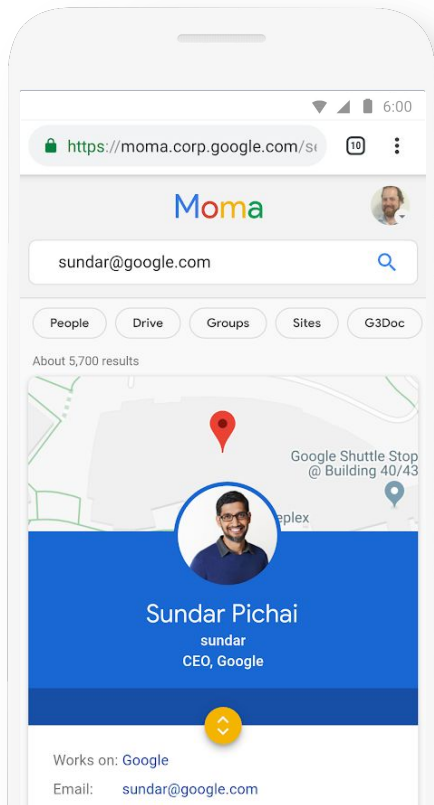 6:00
https://moma.corp.google.com/se
10
Moma
sundar@google.com
People Drive Groups Sites G3Doc
About 5,700 results
Google Shuttle Stop
@ Building 40/43
eplex
Sundar Pichai
sundar
CEO, Google
Works on: Google
Email: sundar@google.com